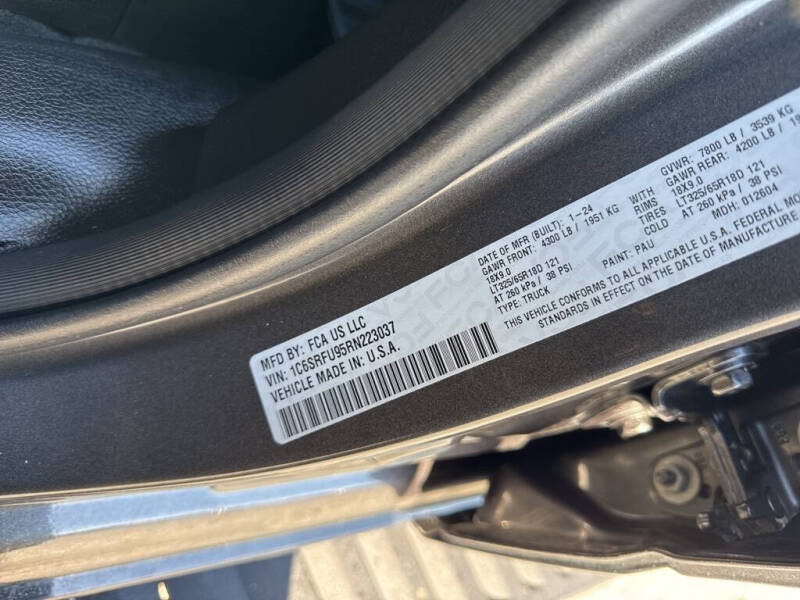 MFD BY: FCA US LLC
VIN: 1C6SRFU95RN223037
VEHICLE MADE IN: U.S.A.
DATE OF MFR (BUILT): 1-24 GVWR: 7800 LB / 3539 KG
GAWR FRONT: 4300 LB / 1951 KG WITH GAWR REAR: 4200 LB /
18X9.0 RIMS 18X9.0
LT325/65R18D 121 TIRES LT325/65R18D 121
AT 260 kPa / 38 PSI COLD AT 260 kPa / 38 PSI
TYPE: TRUCK PAINT: PAU MDH: 012604
THIS VEHICLE CONFORMS TO ALL APPLICABLE U.S.A. FEDERAL
STANDARDS IN EFFECT ON THE DATE OF MANUFACTURE